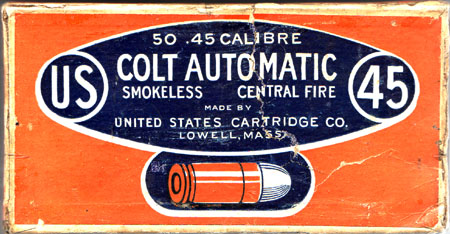 50 .45 CALIBRE
US COLT AUTOMATIC 45
SMOKELESS CENTRAL FIRE
MADE BY
UNITED STATES CARTRIDGE CO.
LOWELL, MASS.